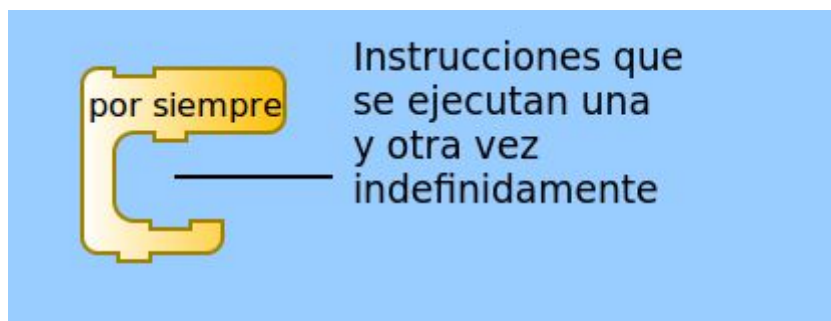 por siempre
Instrucciones que
se ejecutan una
y otra vez
indefinidamente